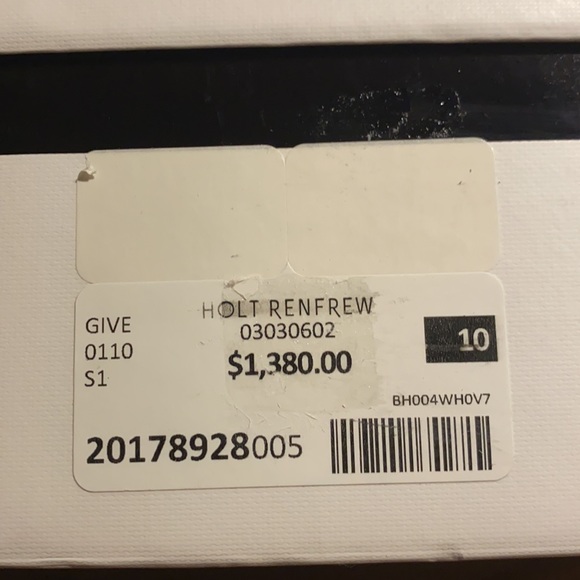 HOLT RENFREW
GIVE
03030602
10
0110
$1,380.00
S1
BH004WH0V7
20178928005